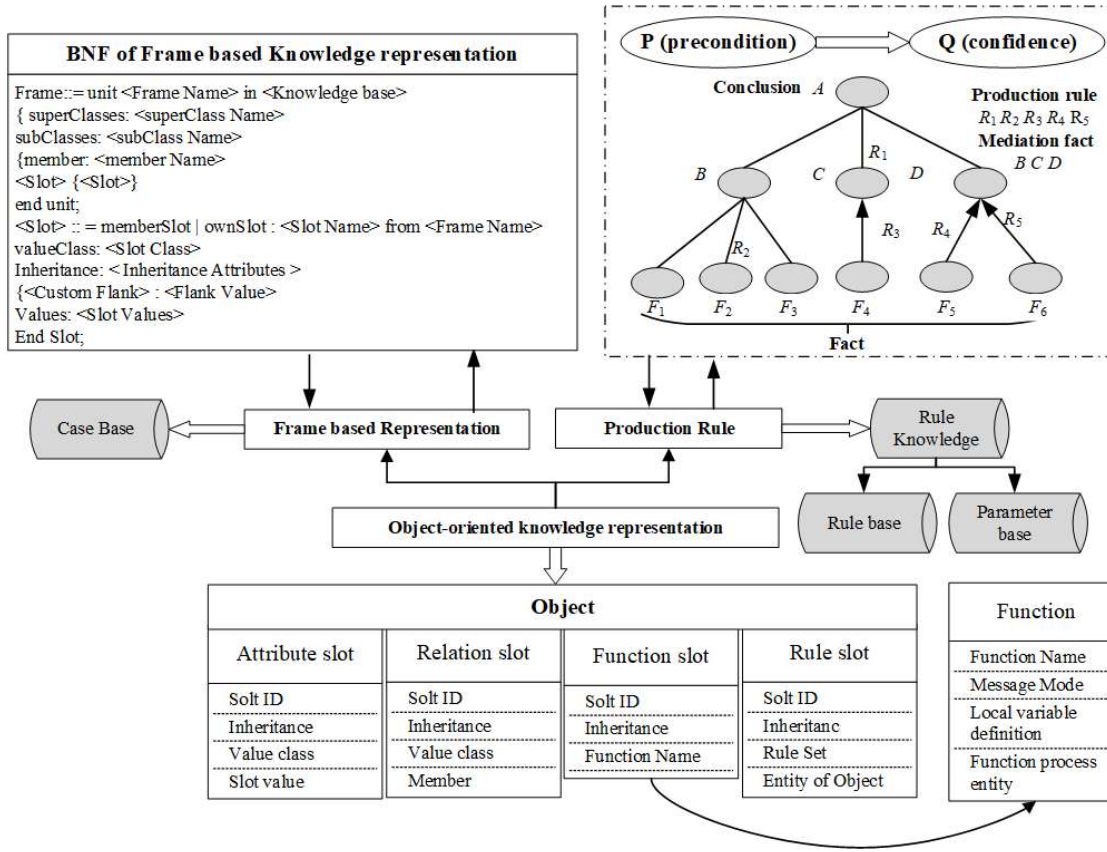 BNF of Frame based Knowledge representation
Frame::= unit <Frame Name> in <Knowledge base>
{ superClasses: <superClass Name>
subClasses: <subClass Name>
{member: <member Name>
<Slot> {<Slot>}
end unit;
<Slot> :: = memberSlot | ownSlot : <Slot Name> from <Frame Name>
valueClass: <Slot Class>
Inheritance: < Inheritance Attributes >
{<Custom Flank> : <Flank Value>
Values: <Slot Values>
End Slot;
P (precondition)
Q (confidence)
Conclusion A
Production rule
R1 R2 R3 R4 R5
Mediation fact
B C D
R1
B
C
D
R2
R3
R4
R5
F1
F2
F3
F4
F5
F6
Fact
Case Base
Frame based Representation
Production Rule
Rule
Knowledge
Rule base
Parameter
base
Object-oriented knowledge representation
Object
Attribute slot
Solt ID
Inheritance
Value class
Slot value
Relation slot
Solt ID
Inheritance
Value class
Member
Function slot
Solt ID
Inheritance
Function Name
Rule slot
Solt ID
Inheritanc
Rule Set
Entity of Object
Function
Function Name
Message Mode
Local variable
definition
Function process
entity